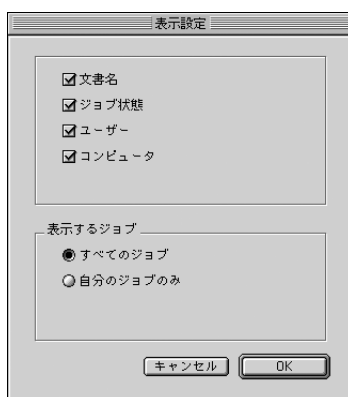 表示設定
文書名
ジョブ状態
ユーザー
コンピュータ
表示するジョブ
すべてのジョブ
自分のジョブのみ
キャンセル OK